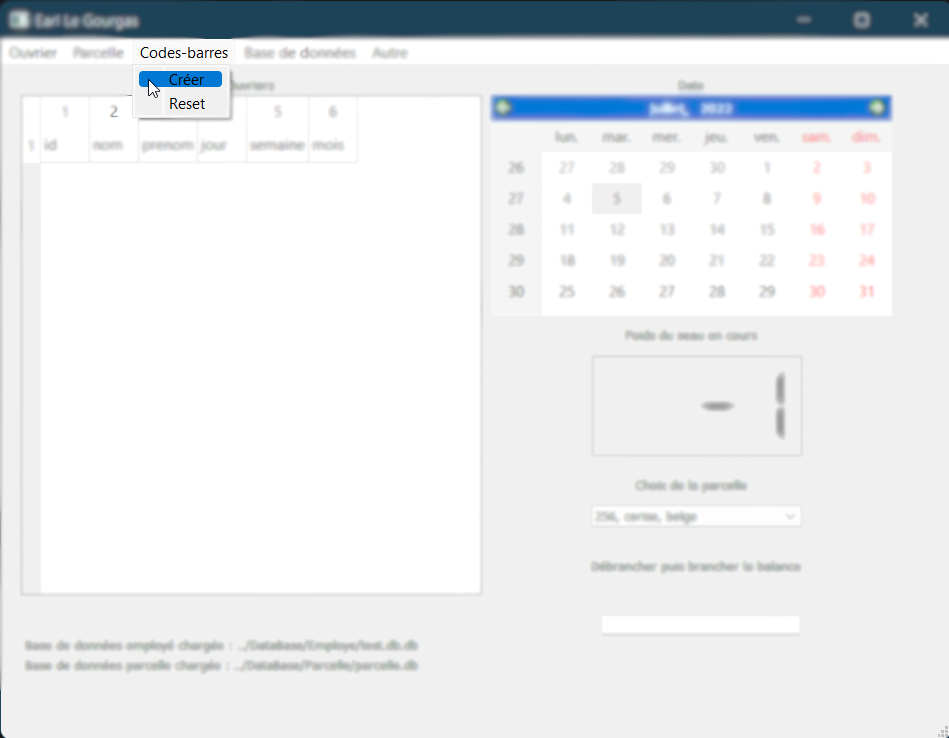 Earl Le Gourgas
Ouvrier Parcelle Codes-barres Base de données Autre
Créer
Reset
Ouvriers
1 2 5 6
1 id nom prenom jour semaine mois
Date
juillet, 2022
lun. mar. mer. jeu. ven. sam. dim.
26 27 28 29 30 1 2 3
27 4 5 6 7 8 9 10
28 11 12 13 14 15 16 17
29 18 19 20 21 22 23 24
30 25 26 27 28 29 30 31
Poids du seau en cours
-1
Choix de la parcelle
256, cerise, belge
Débrancher puis brancher la balance
Base de données employé chargée : ../DataBase/Employe/test.db.db
Base de données parcelle chargée : ../DataBase/Parcelle/parcelle.db